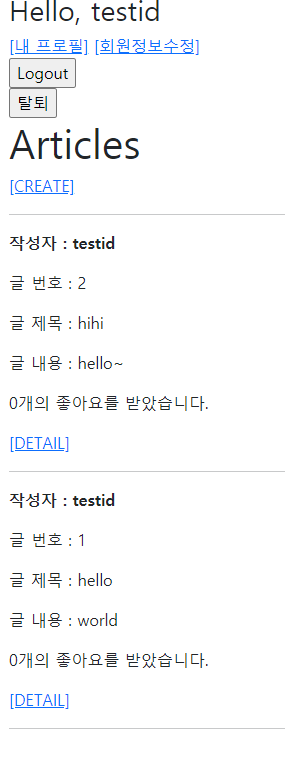 Hello, testid
[내 프로필] [회원정보수정]
Logout
탈퇴
Articles
[CREATE]
작성자 : testid
글 번호 : 2
글 제목 : hihi
글 내용 : hello~
0개의 좋아요를 받았습니다.
[DETAIL]
작성자 : testid
글 번호 : 1
글 제목 : hello
글 내용 : world
0개의 좋아요를 받았습니다.
[DETAIL]